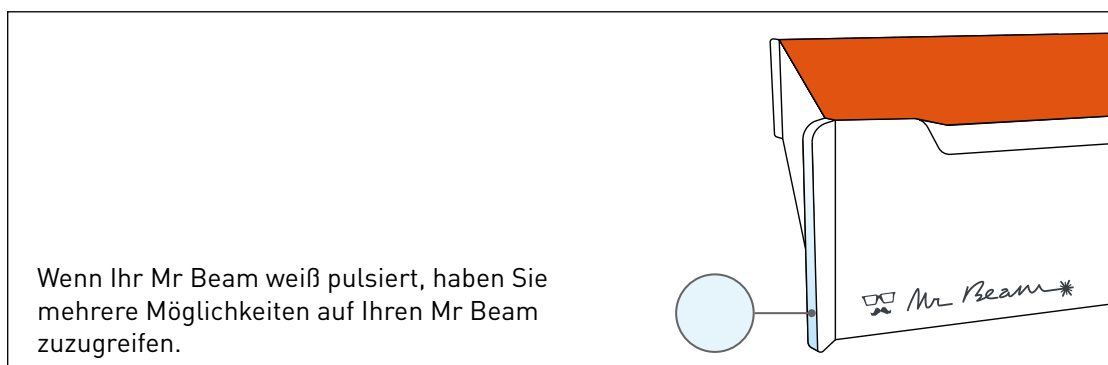 Wenn Ihr Mr Beam weiß pulsiert, haben Sie
mehrere Möglichkeiten auf Ihren Mr Beam
zuzugreifen.
Mr Beam